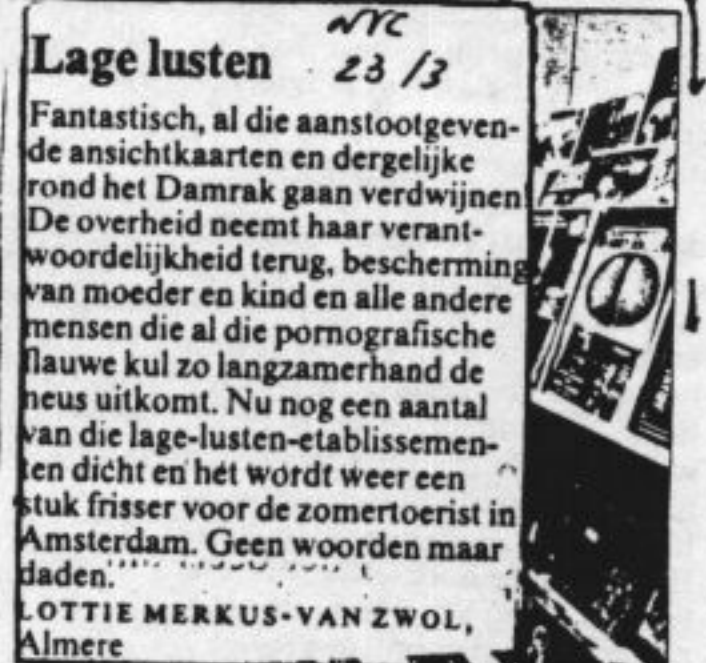 NYC
23/3
Lage lusten
Fantastisch, al die aanstootgeven-
de ansichtkaarten en dergelijke
rond het Damrak gaan verdwijnen!
De overheid neemt haar verant-
woordelijkheid terug, bescherming
van moeder en kind en alle andere
mensen die al die pornografische
flauwe kul zo langzamerhand de
neus uitkomt. Nu nog een aantal
van die lage-lusten-etablissemen-
ten dicht en het wordt weer een
stuk frisser voor de zomertoerist in
Amsterdam. Geen woorden maar
daden.
LOTTIE MERKUS-VAN ZWOL,
Almere